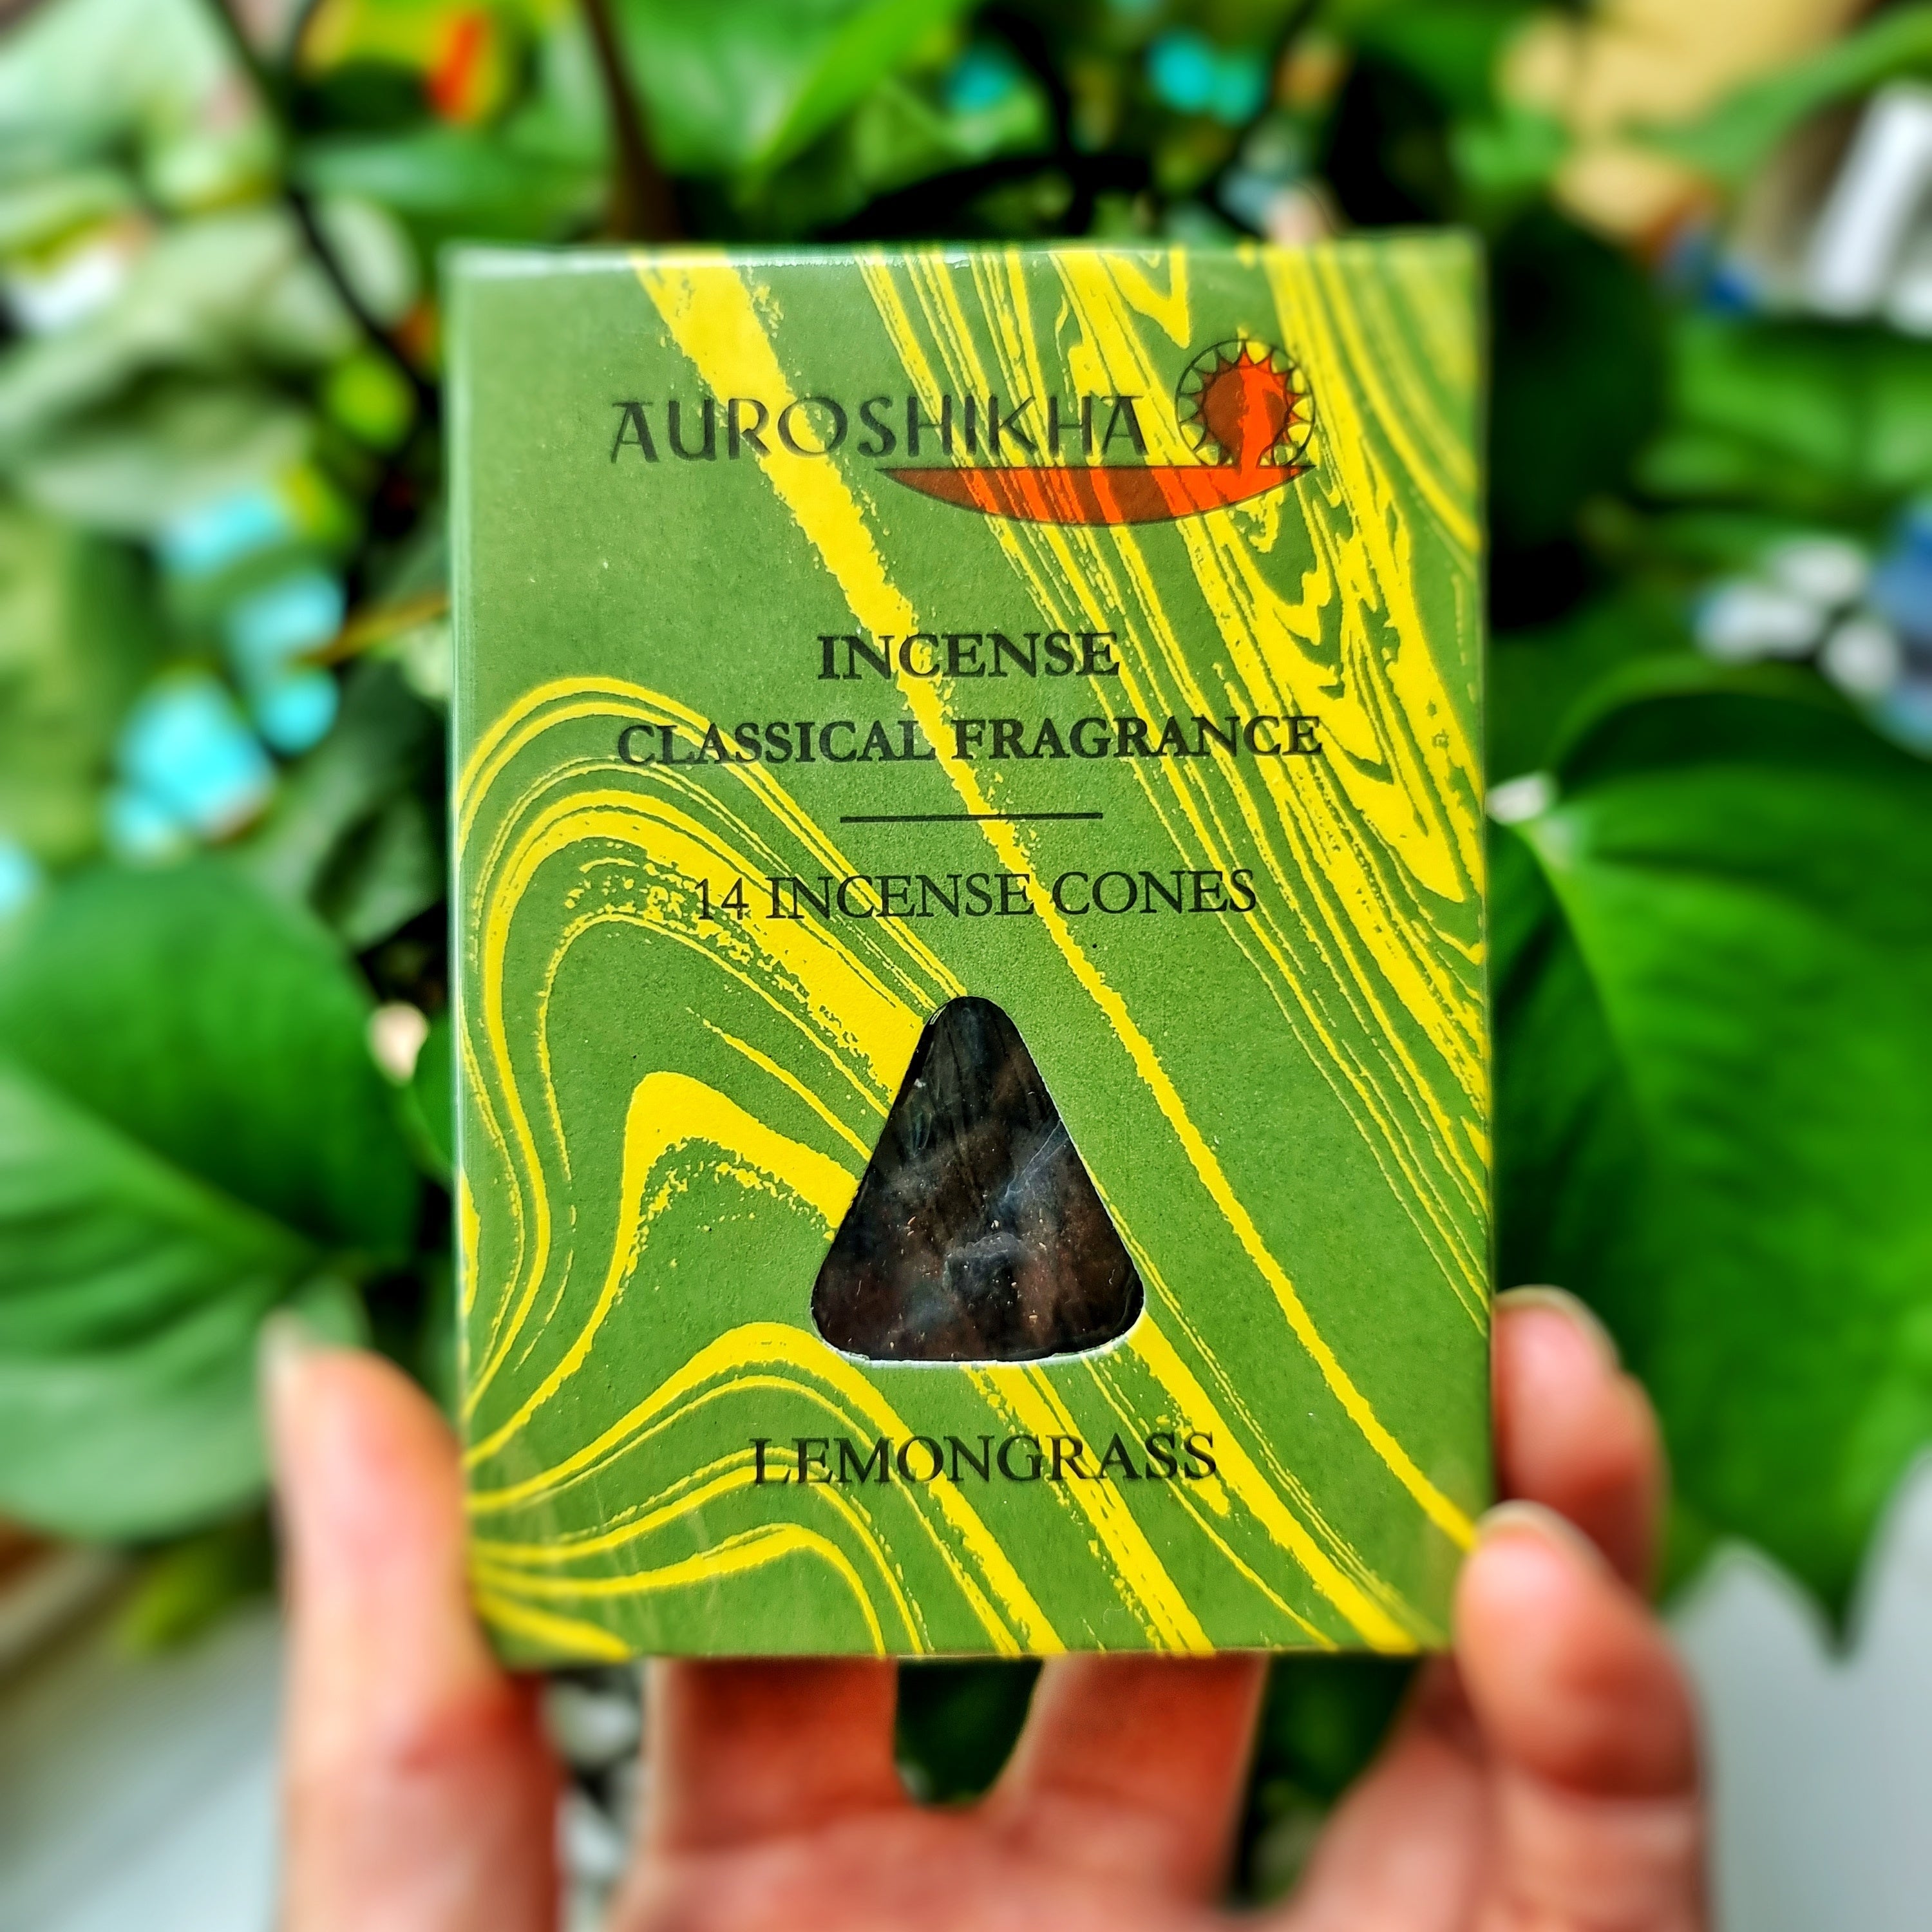 AUROSHIKHA
INCENSE
CLASSICAL FRAGRANCE
14 INCENSE CONES
LEMONGRASS